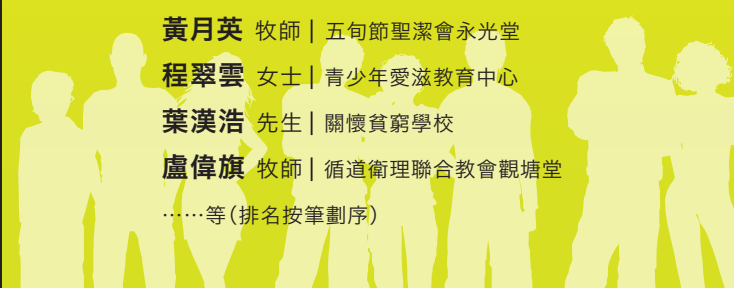 黃月英 牧師 | 五旬節聖潔會永光堂
程翠雲 女士 | 青少年愛滋教育中心
葉漢浩 先生 | 關懷貧窮學校
盧偉旗 牧師 | 循道衛理聯合教會觀塘堂
……等(排名按筆劃序)